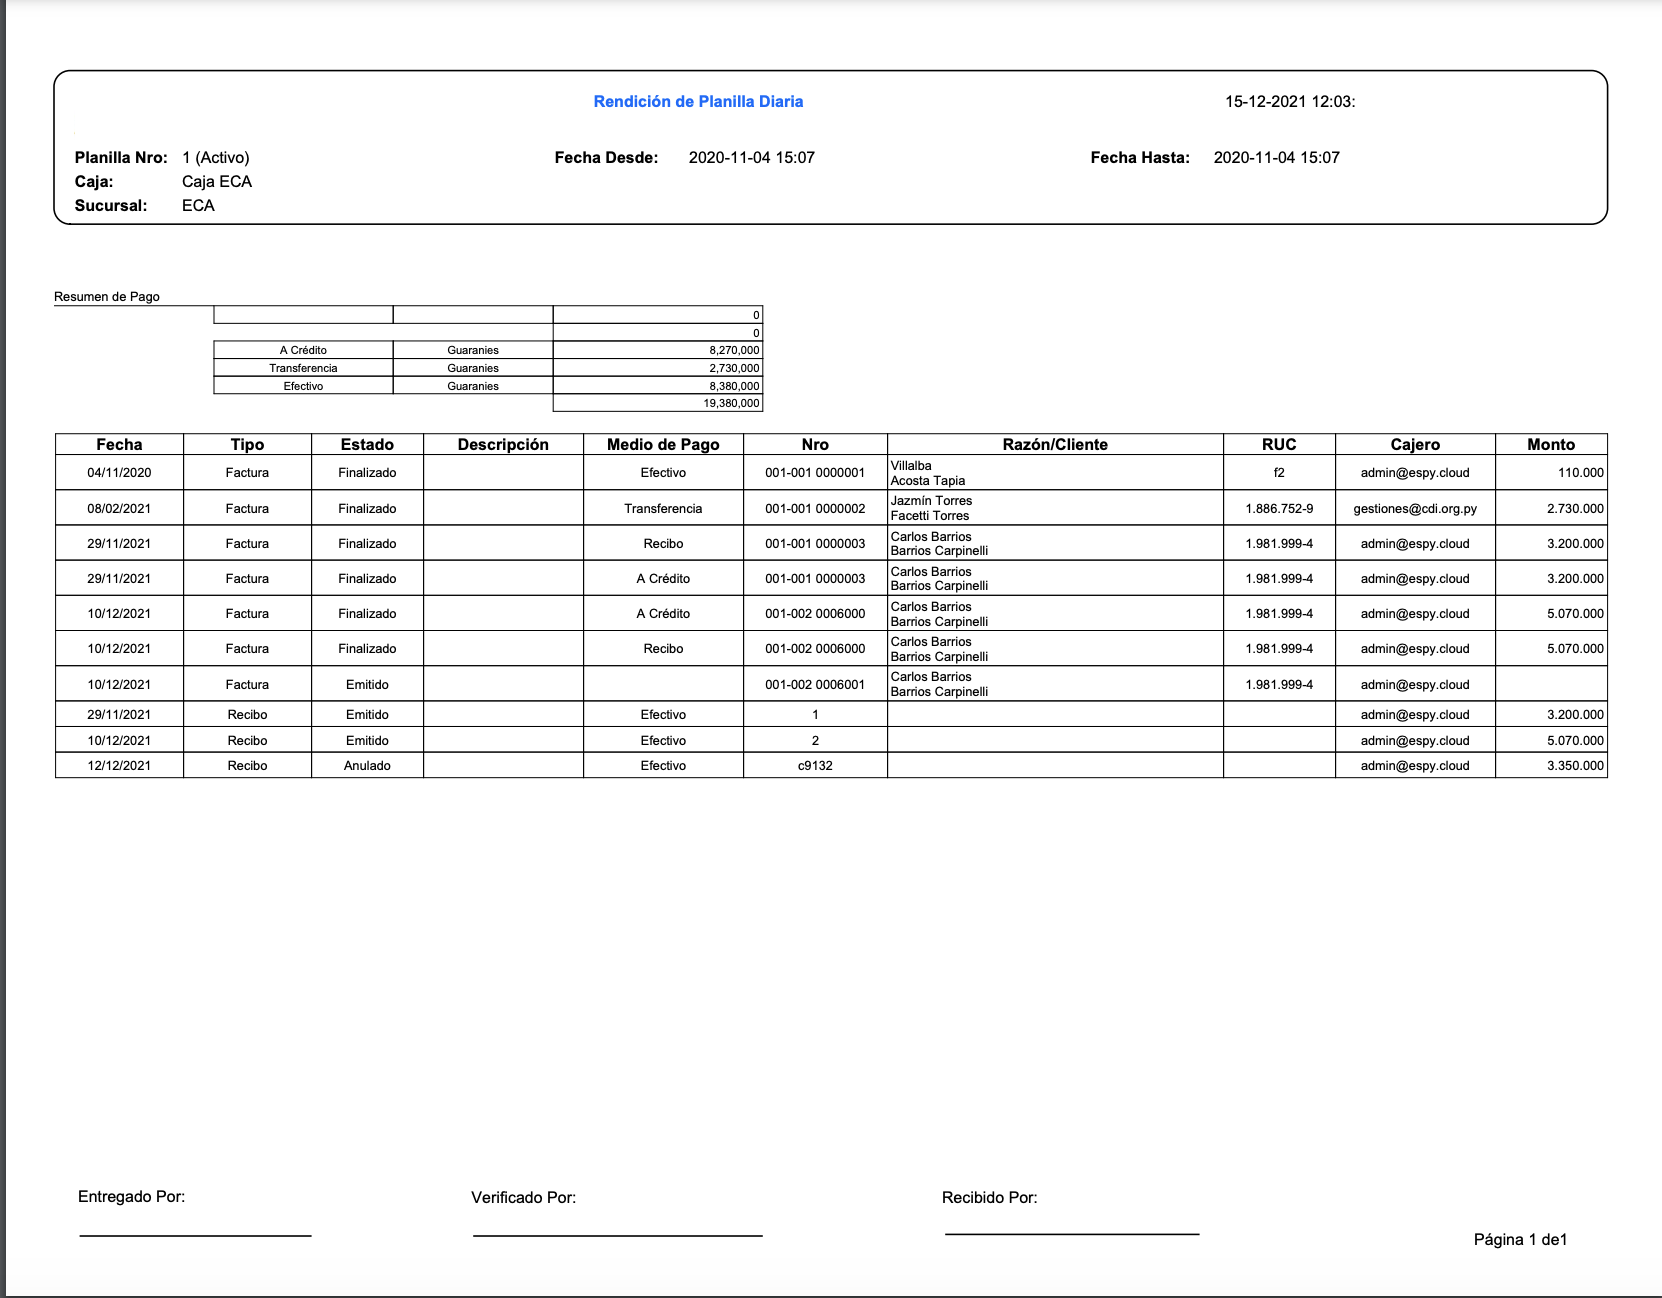 Rendición de Planilla Diaria 15-12-2021 12:03:
Planilla Nro: 1 (Activo) Fecha Desde: 2020-11-04 15:07 Fecha Hasta: 2020-11-04 15:07
Caja: Caja ECA
Sucursal: ECA
Resumen de Pago
0
0
A Crédito Guaranies 8,270,000
Transferencia Guaranies 2,730,000
Efectivo Guaranies 8,380,000
19,380,000
Fecha Tipo Estado Descripción Medio de Pago Nro Razón/Cliente RUC Cajero Monto
04/11/2020 Factura Finalizado Efectivo 001-001 0000001 Villalba Acosta Tapia f2 admin@espy.cloud 110.000
08/02/2021 Factura Finalizado Transferencia 001-001 0000002 Jazmín Torres Facetti Torres 1.886.752-9 gestiones@cdi.org.py 2.730.000
29/11/2021 Factura Finalizado Recibo 001-001 0000003 Carlos Barrios Barrios Carpinelli 1.981.999-4 admin@espy.cloud 3.200.000
29/11/2021 Factura Finalizado A Crédito 001-001 0000003 Carlos Barrios Barrios Carpinelli 1.981.999-4 admin@espy.cloud 3.200.000
10/12/2021 Factura Finalizado A Crédito 001-002 0006000 Carlos Barrios Barrios Carpinelli 1.981.999-4 admin@espy.cloud 5.070.000
10/12/2021 Factura Finalizado Recibo 001-002 0006000 Carlos Barrios Barrios Carpinelli 1.981.999-4 admin@espy.cloud 5.070.000
10/12/2021 Factura Emitido 001-002 0006001 Carlos Barrios Barrios Carpinelli 1.981.999-4 admin@espy.cloud
29/11/2021 Recibo Emitido Efectivo 1 admin@espy.cloud 3.200.000
10/12/2021 Recibo Emitido Efectivo 2 admin@espy.cloud 5.070.000
12/12/2021 Recibo Anulado Efectivo c9132 admin@espy.cloud 3.350.000
Entregado Por: Verificado Por: Recibido Por:
Página 1 de1